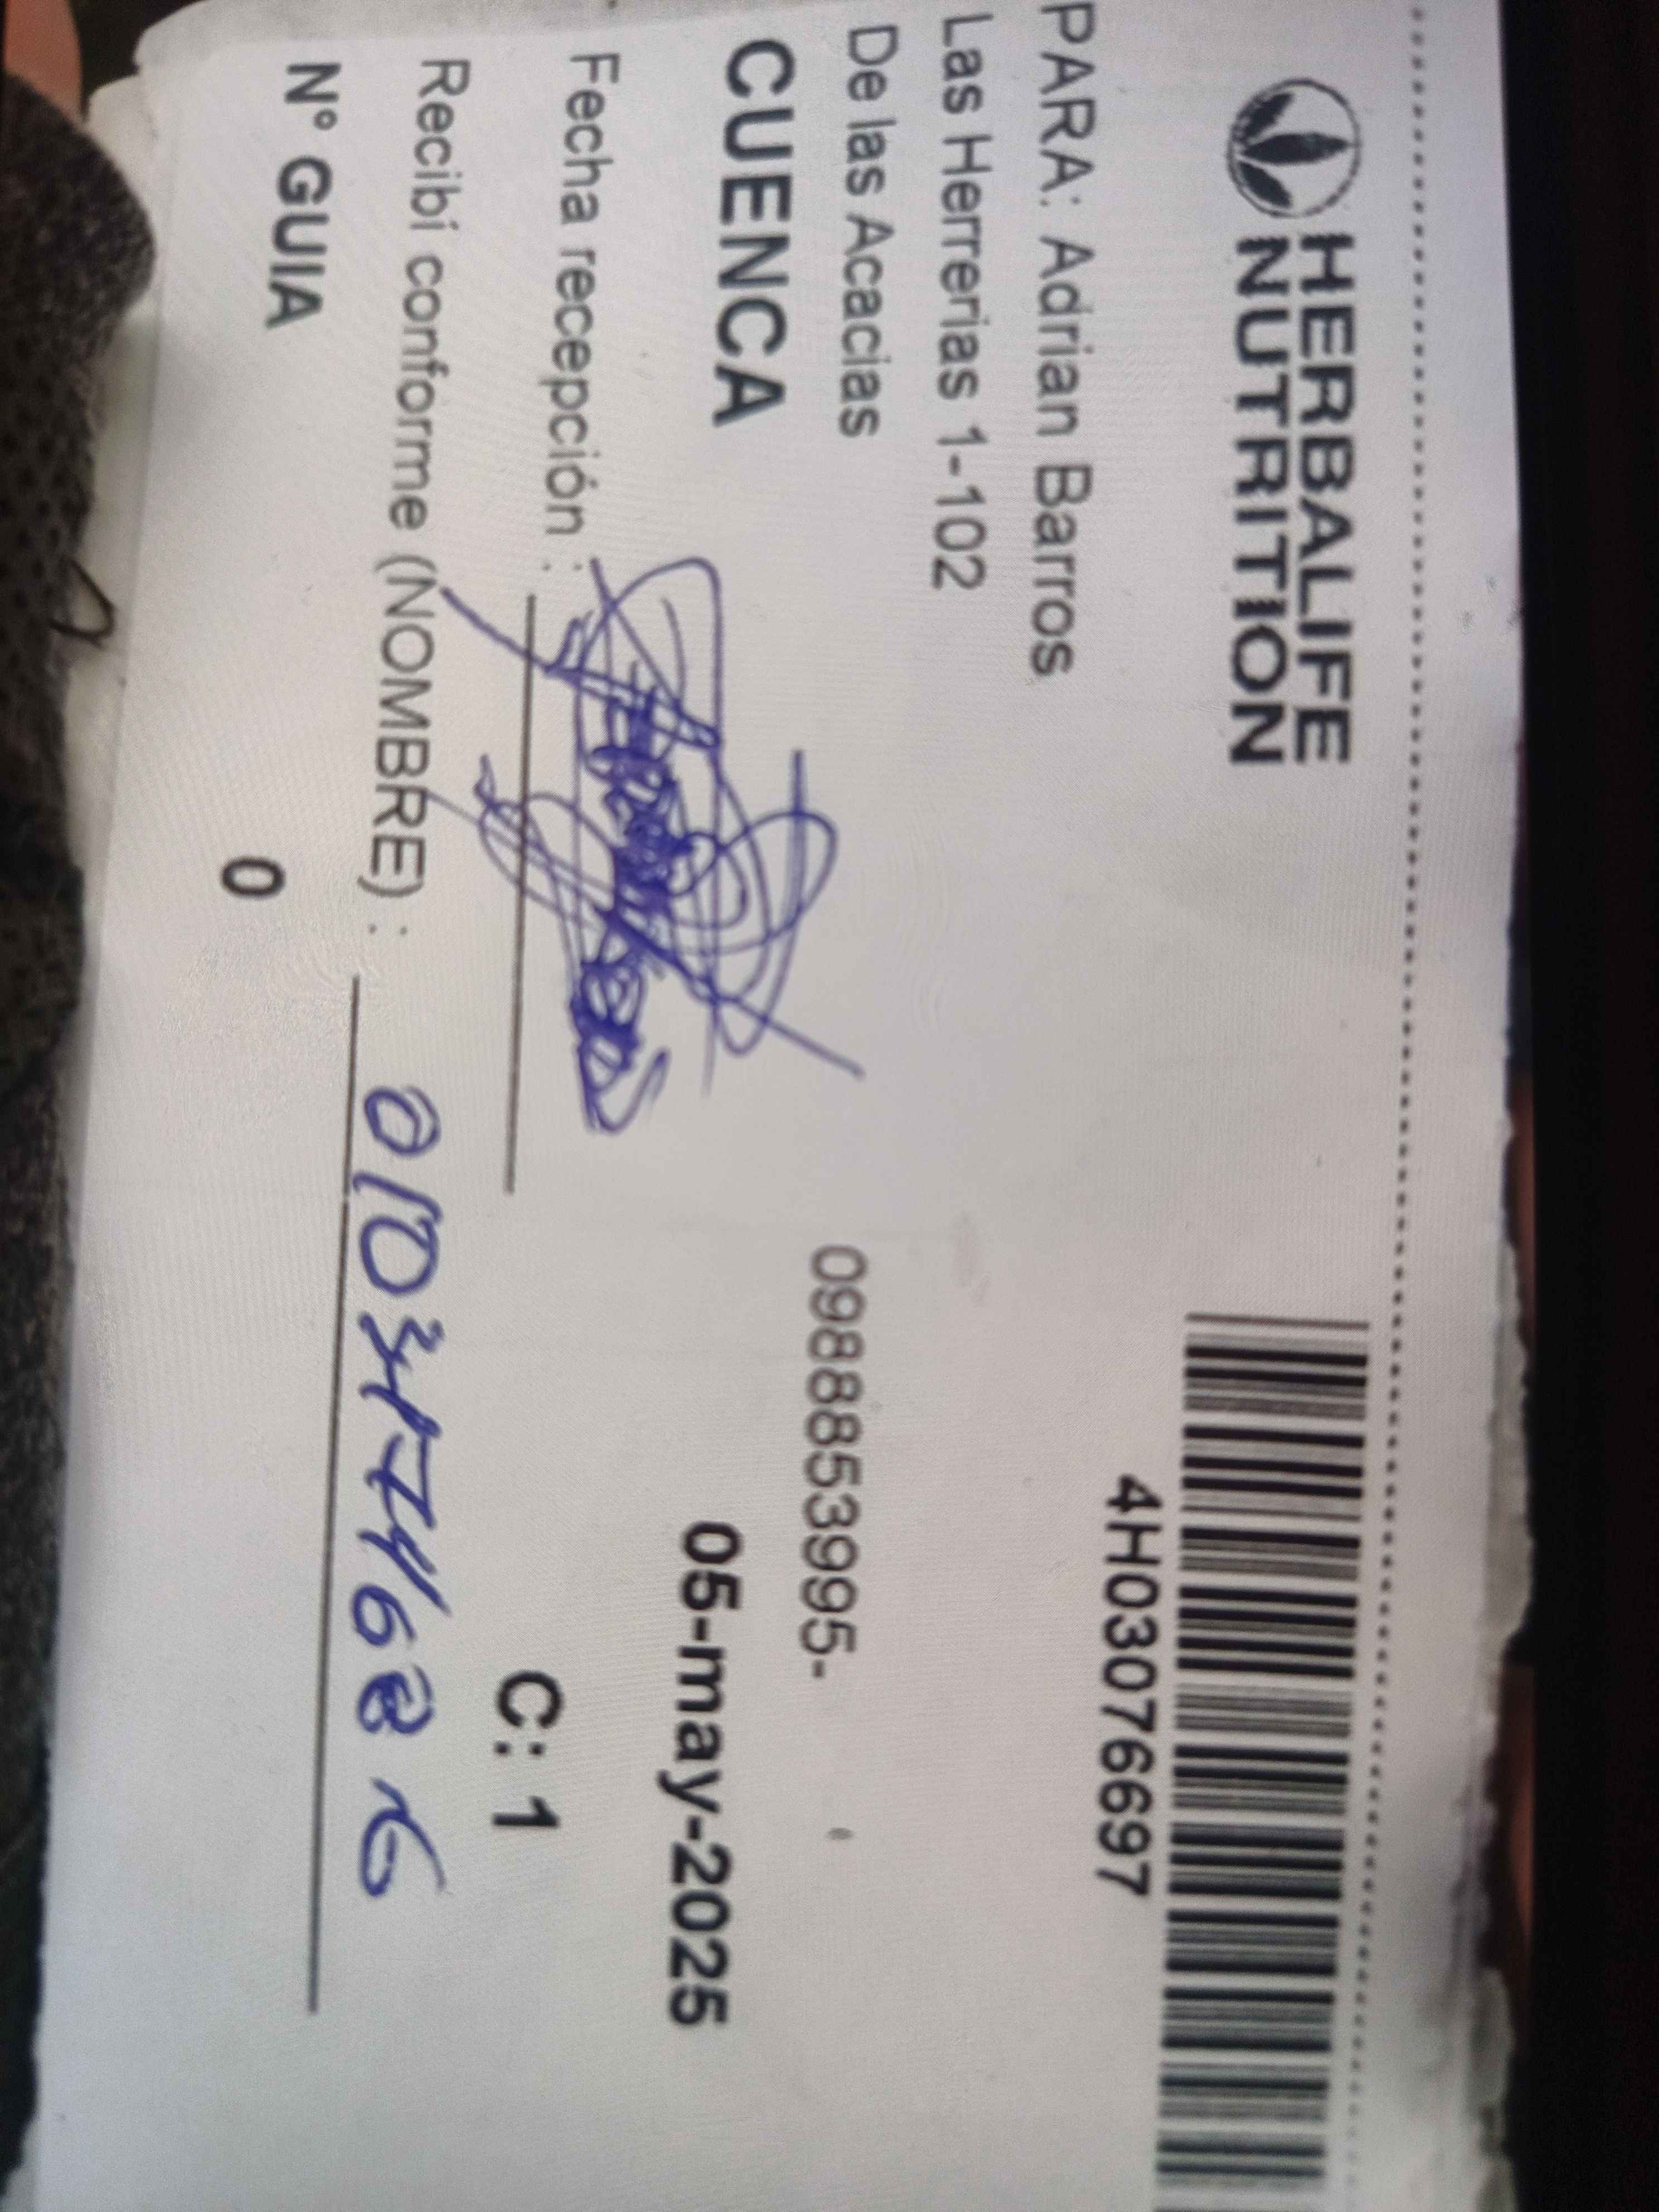 HERBALIFE
NUTRITION
4H03076697
PARA: Adrian Barros
Las Herrerias 1-102
De las Acacias
0988853995-
CUENCA
05-may-2025
Fecha recepción :
C: 1
Recibí conforme (NOMBRE) :
N° GUIA
0